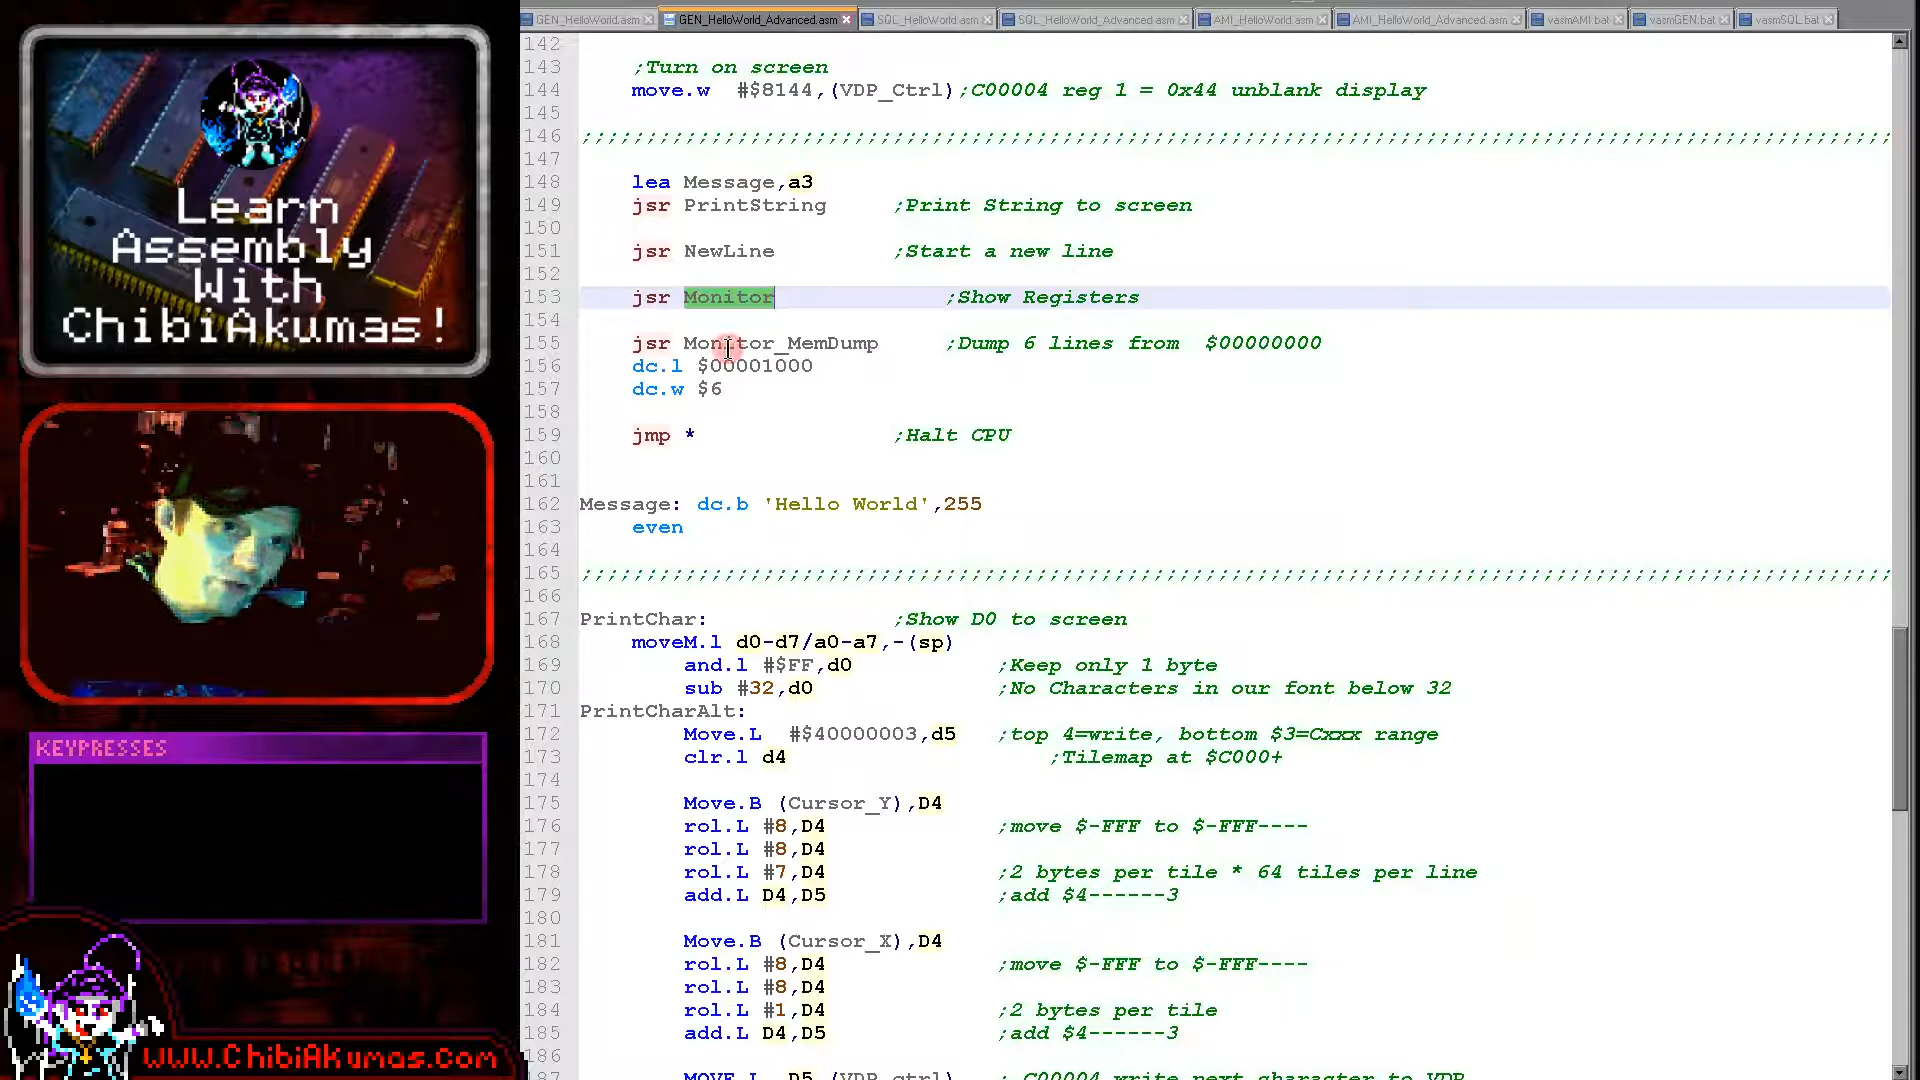 GEN_HelloWorld.asm GEN_HelloWorld_Advanced.asm SQL_HelloWorld.asm SQL_HelloWorld_Advanced.asm AMI_HelloWorld.asm AMI_HelloWorld_Advanced.asm vasmAMI.bat vasmGEN.bat vasmSQL.bat
Learn
Assembly
With
ChibiAkumas!
KEYPRESSES
www.ChibiAkumas.com
142
143 ;Turn on screen
144 move.w #$8144,(VDP_Ctrl);C00004 reg 1 = 0x44 unblank display
145
146 ;;;;;;;;;;;;;;;;;;;;;;;;;;;;;;;;;;;;;;;;;;;;;;;;;;;;;;;;;;;;;;;;;;;;;;;;;;;;;;;;;;;;;;;;;;;;;;;;;;;;;
147
148 lea Message,a3
149 jsr PrintString ;Print String to screen
150
151 jsr NewLine ;Start a new line
152
153 jsr Monitor ;Show Registers
154
155 jsr Monitor_MemDump ;Dump 6 lines from $00000000
156 dc.l $00001000
157 dc.w $6
158
159 jmp * ;Halt CPU
160
161
162 Message: dc.b 'Hello World',255
163 even
164
165 ;;;;;;;;;;;;;;;;;;;;;;;;;;;;;;;;;;;;;;;;;;;;;;;;;;;;;;;;;;;;;;;;;;;;;;;;;;;;;;;;;;;;;;;;;;;;;;;;;;;;;
166
167 PrintChar: ;Show D0 to screen
168 moveM.l d0-d7/a0-a7,-(sp)
169 and.l #$FF,d0 ;Keep only 1 byte
170 sub #32,d0 ;No Characters in our font below 32
171 PrintCharAlt:
172 Move.L #$40000003,d5 ;top 4=write, bottom $3=Cxxx range
173 clr.l d4 ;Tilemap at $C000+
174
175 Move.B (Cursor_Y),D4
176 rol.L #8,D4 ;move $-FFF to $-FFF----
177 rol.L #8,D4
178 rol.L #7,D4 ;2 bytes per tile * 64 tiles per line
179 add.L D4,D5 ;add $4------3
180
181 Move.B (Cursor_X),D4
182 rol.L #8,D4 ;move $-FFF to $-FFF----
183 rol.L #8,D4
184 rol.L #1,D4 ;2 bytes per tile
185 add.L D4,D5 ;add $4------3
186
187 MOVE.L D5,(VDP_ctrl) ; C00004 write next character to VDP